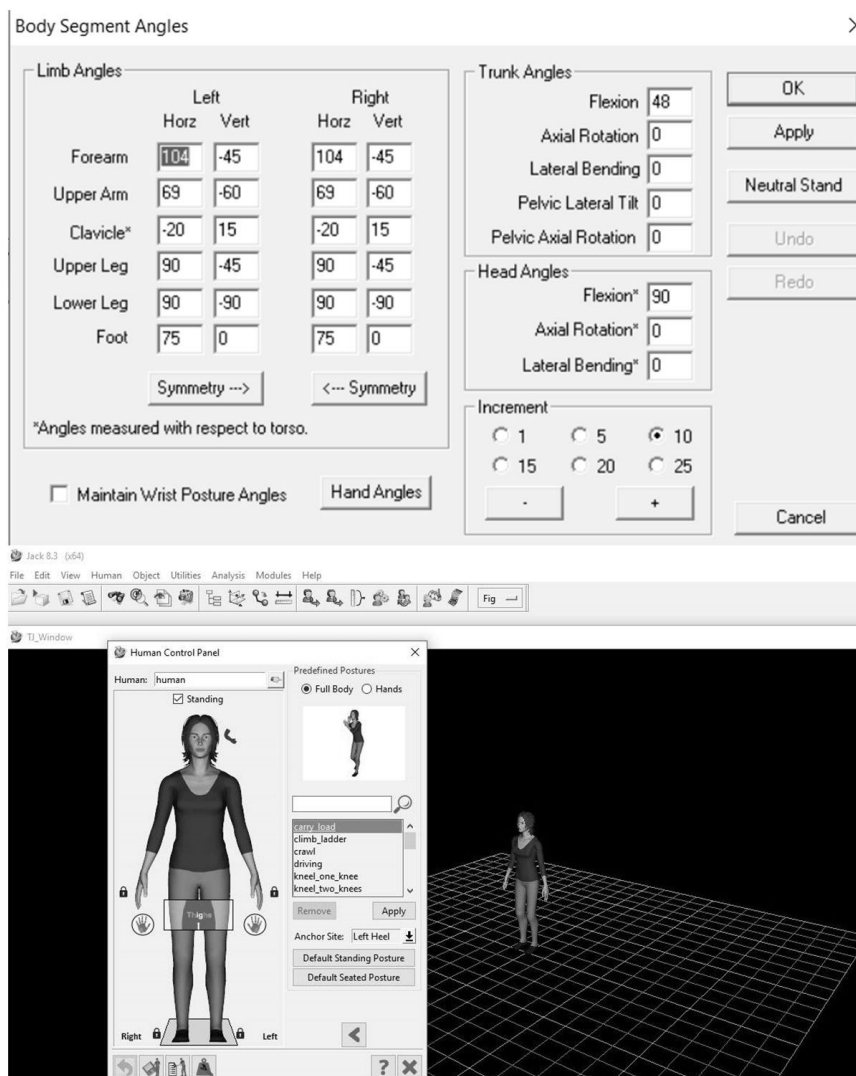 Body Segment Angles
Limb Angles
Left Right
Horz Vert Horz Vert
Forearm 104 -45 104 -45
Upper Arm 69 -60 69 -60
Clavicle* -20 15 -20 15
Upper Leg 90 -45 90 -45
Lower Leg 90 -90 90 -90
Foot 75 0 75 0
Symmetry ---> <--- Symmetry
*Angles measured with respect to torso.
Maintain Wrist Posture Angles Hand Angles
Trunk Angles
Flexion 48
Axial Rotation 0
Lateral Bending 0
Pelvic Lateral Tilt 0
Pelvic Axial Rotation 0
Head Angles
Flexion* 90
Axial Rotation* 0
Lateral Bending* 0
Increment
1 5 10
15 20 25
- +
OK
Apply
Neutral Stand
Undo
Redo
Cancel
Jack 8.3 (x64)
File Edit View Human Object Utilities Analysis Modules Help
Fig
TJ_Window
Human Control Panel
Human: human
Standing
Thighs
Right Left
Predefined Postures
Full Body Hands
carry_load
climb_ladder
crawl
driving
kneel_one_knee
kneel_two_knees
Remove Apply
Anchor Site: Left Heel
Default Standing Posture
Default Seated Posture